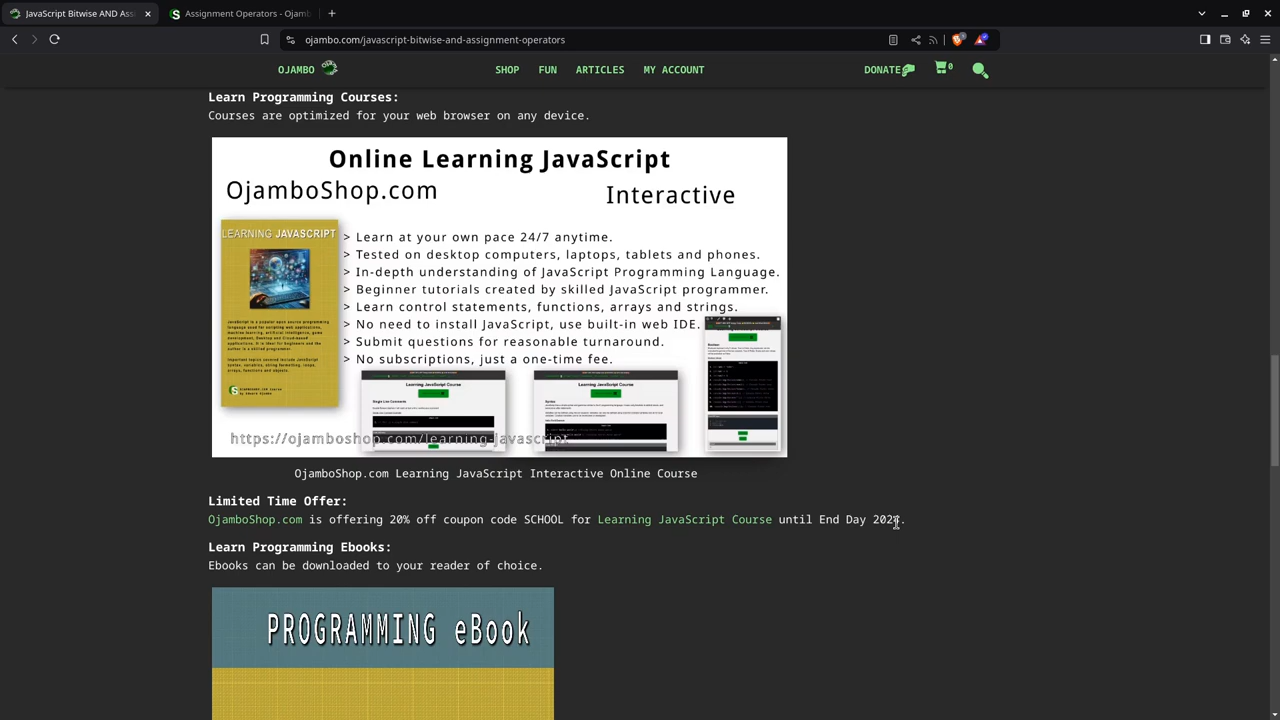 JavaScript Bitwise AND Assi
Assignment Operators - Ojamb
ojambo.com/javascript-bitwise-and-assignment-operators
OJAMBO
SHOP
FUN
ARTICLES
MY ACCOUNT
DONATE
0
Learn Programming Courses:
Courses are optimized for your web browser on any device.
Online Learning JavaScript
OjamboShop.com
Interactive
LEARNING JAVASCRIPT
> Learn at your own pace 24/7 anytime.
> Tested on desktop computers, laptops, tablets and phones.
> In-depth understanding of JavaScript Programming Language.
> Beginner tutorials created by skilled JavaScript programmer.
> Learn control statements, functions, arrays and strings.
> No need to install JavaScript, use built-in web IDE.
> Submit questions for reasonable turnaround.
> No subscriptions, just a one-time fee.
Learning JavaScript Course
Learning JavaScript Course
https://ojamboshop.com/learning-javascript
OjamboShop.com Learning JavaScript Interactive Online Course
Limited Time Offer:
OjamboShop.com is offering 20% off coupon code SCHOOL for Learning JavaScript Course until End Day
Learn Programming Ebooks:
Ebooks can be downloaded to your reader of choice.
PROGRAMMING eBook